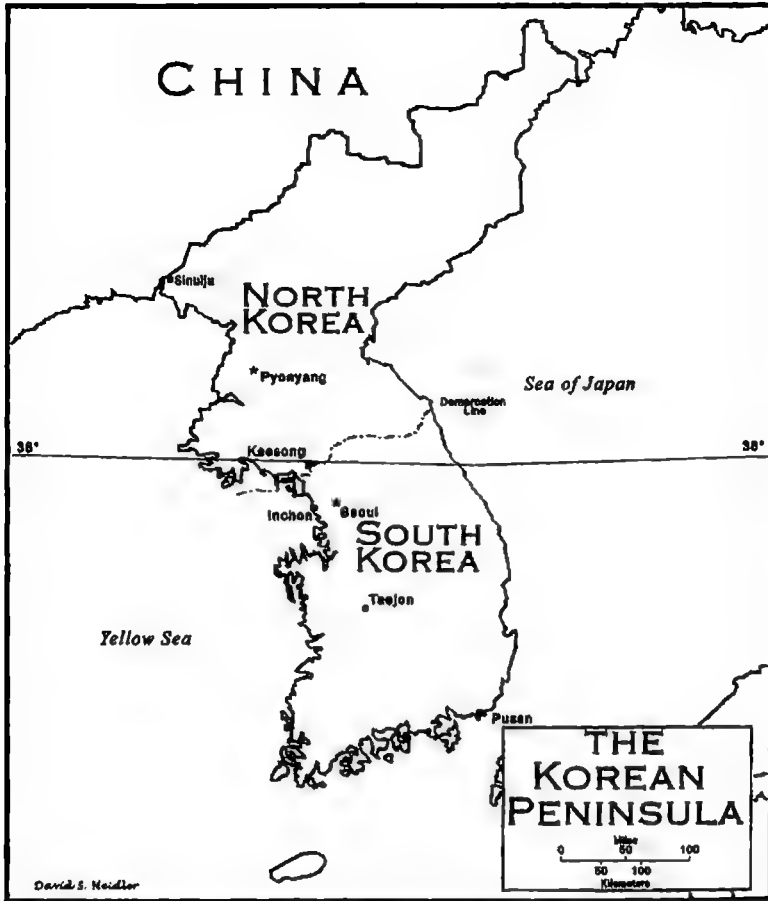 CHINA
Sinuiju
NORTH
KOREA
*Pyonyang
Sea of Japan
Demarcation
Line
38°
Kaesong
38°
*Seoul
Inchon
SOUTH
KOREA
Taejon
Yellow Sea
Pusan
THE
KOREAN
PENINSULA
Miles
0 50 100
50 100
Kilometers
David S. Heidler